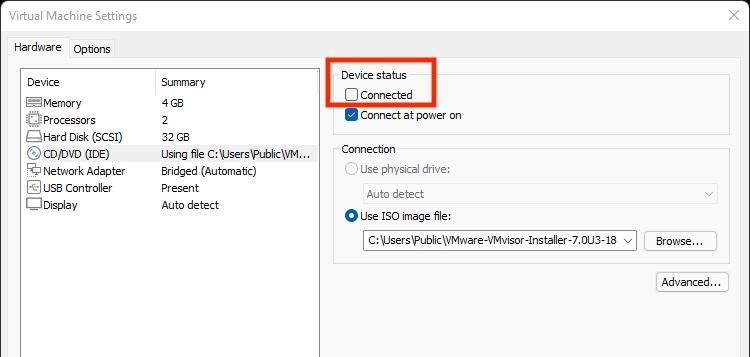 Virtual Machine Settings
Hardware Options
Device Summary
Memory 4 GB
Processors 2
Hard Disk (SCSI) 32 GB
CD/DVD (IDE) Using file C:\Users\Public\VM...
Network Adapter Bridged (Automatic)
USB Controller Present
Display Auto detect
Device status
Connected
Connect at power on
Connection
Use physical drive:
Auto detect
Use ISO image file:
C:\Users\Public\VMware-VMvisor-Installer-7.0U3-18 Browse...
Advanced...